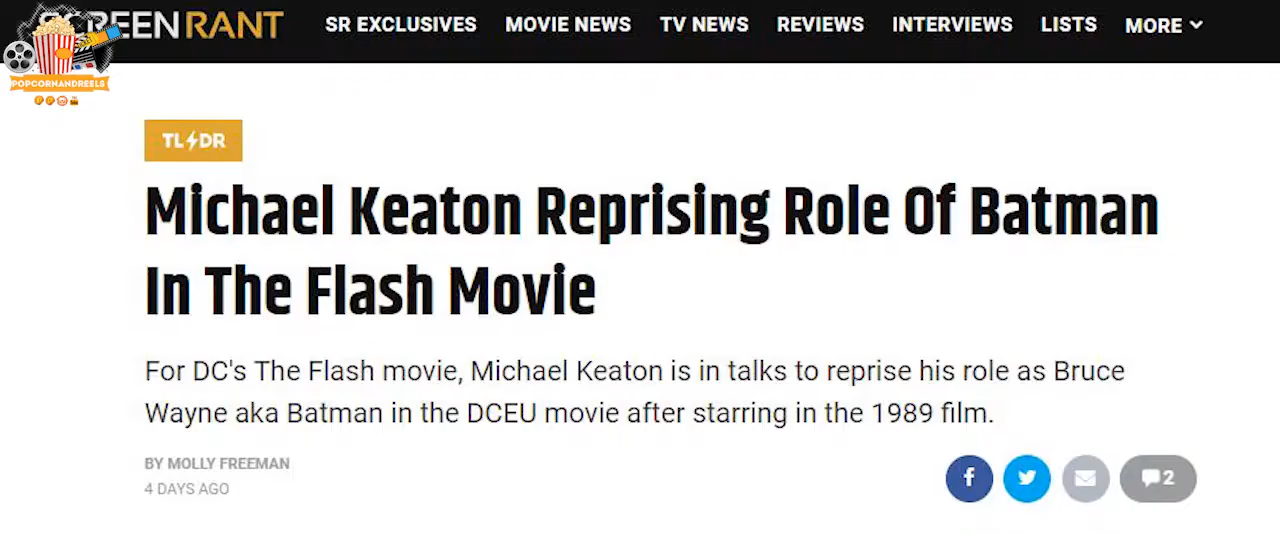 SCREENRANT SR EXCLUSIVES MOVIE NEWS TV NEWS REVIEWS INTERVIEWS LISTS MORE
POPCORNANDREELS
TL DR
Michael Keaton Reprising Role Of Batman
In The Flash Movie
For DC's The Flash movie, Michael Keaton is in talks to reprise his role as Bruce
Wayne aka Batman in the DCEU movie after starring in the 1989 film.
BY MOLLY FREEMAN
4 DAYS AGO
f 2